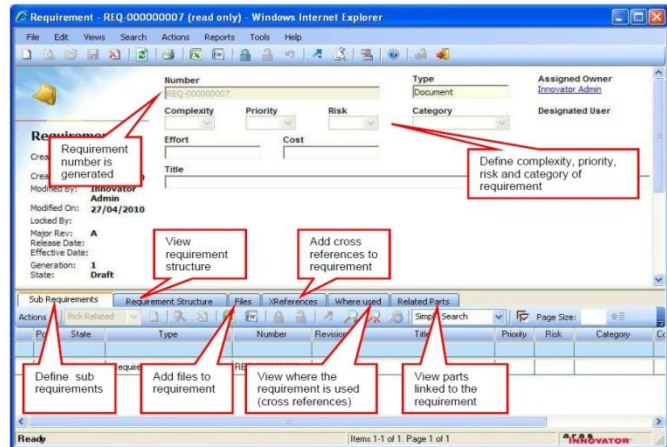 Requirement - REQ-000000007 (read only) - Windows Internet Explorer
File Edit Views Search Actions Reports Tools Help
Number
REQ-000000007
Type
Document
Assigned Owner
Innovator Admin
Complexity Priority Risk
Category
Designated User
Effort Cost
Title
Requirement number is generated
Define complexity, priority, risk and category of requirement
Modified By: Innovator Admin
Modified On: 27/04/2010
Locked By:
Major Rev: A
Release Date:
Effective Date:
Generation: 1
State: Draft
View requirement structure
Add cross references to requirement
Sub Requirements Requirement Structure Files XReferences Where used Related Parts
Actions Pick Related Simple Search Page Size:
State Type Number Revision Priority Risk Category
Define sub requirements
Add files to requirement
View where the requirement is used (cross references)
View parts linked to the requirement
Ready
Items 1-1 of 1. Page 1 of 1
aras INNOVATOR